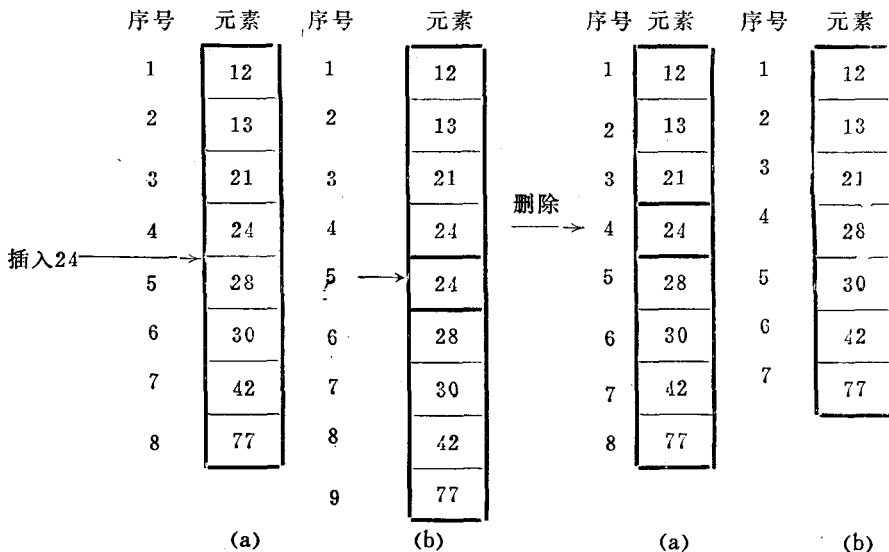 序号 元素 序号 元素 序号 元素 序号 元素
1 12 1 12 1 12 1 12
2 13 2 13 2 13 2 13
3 21 3 21 3 21 3 21
4 24 4 24 删除 4 24 4 28
插入24 5 28 5 24 5 28 5 30
6 30 6 28 6 30 6 42
7 42 7 30 7 42 7 77
8 77 8 42 8 77
9 77
(a) (b) (a) (b)